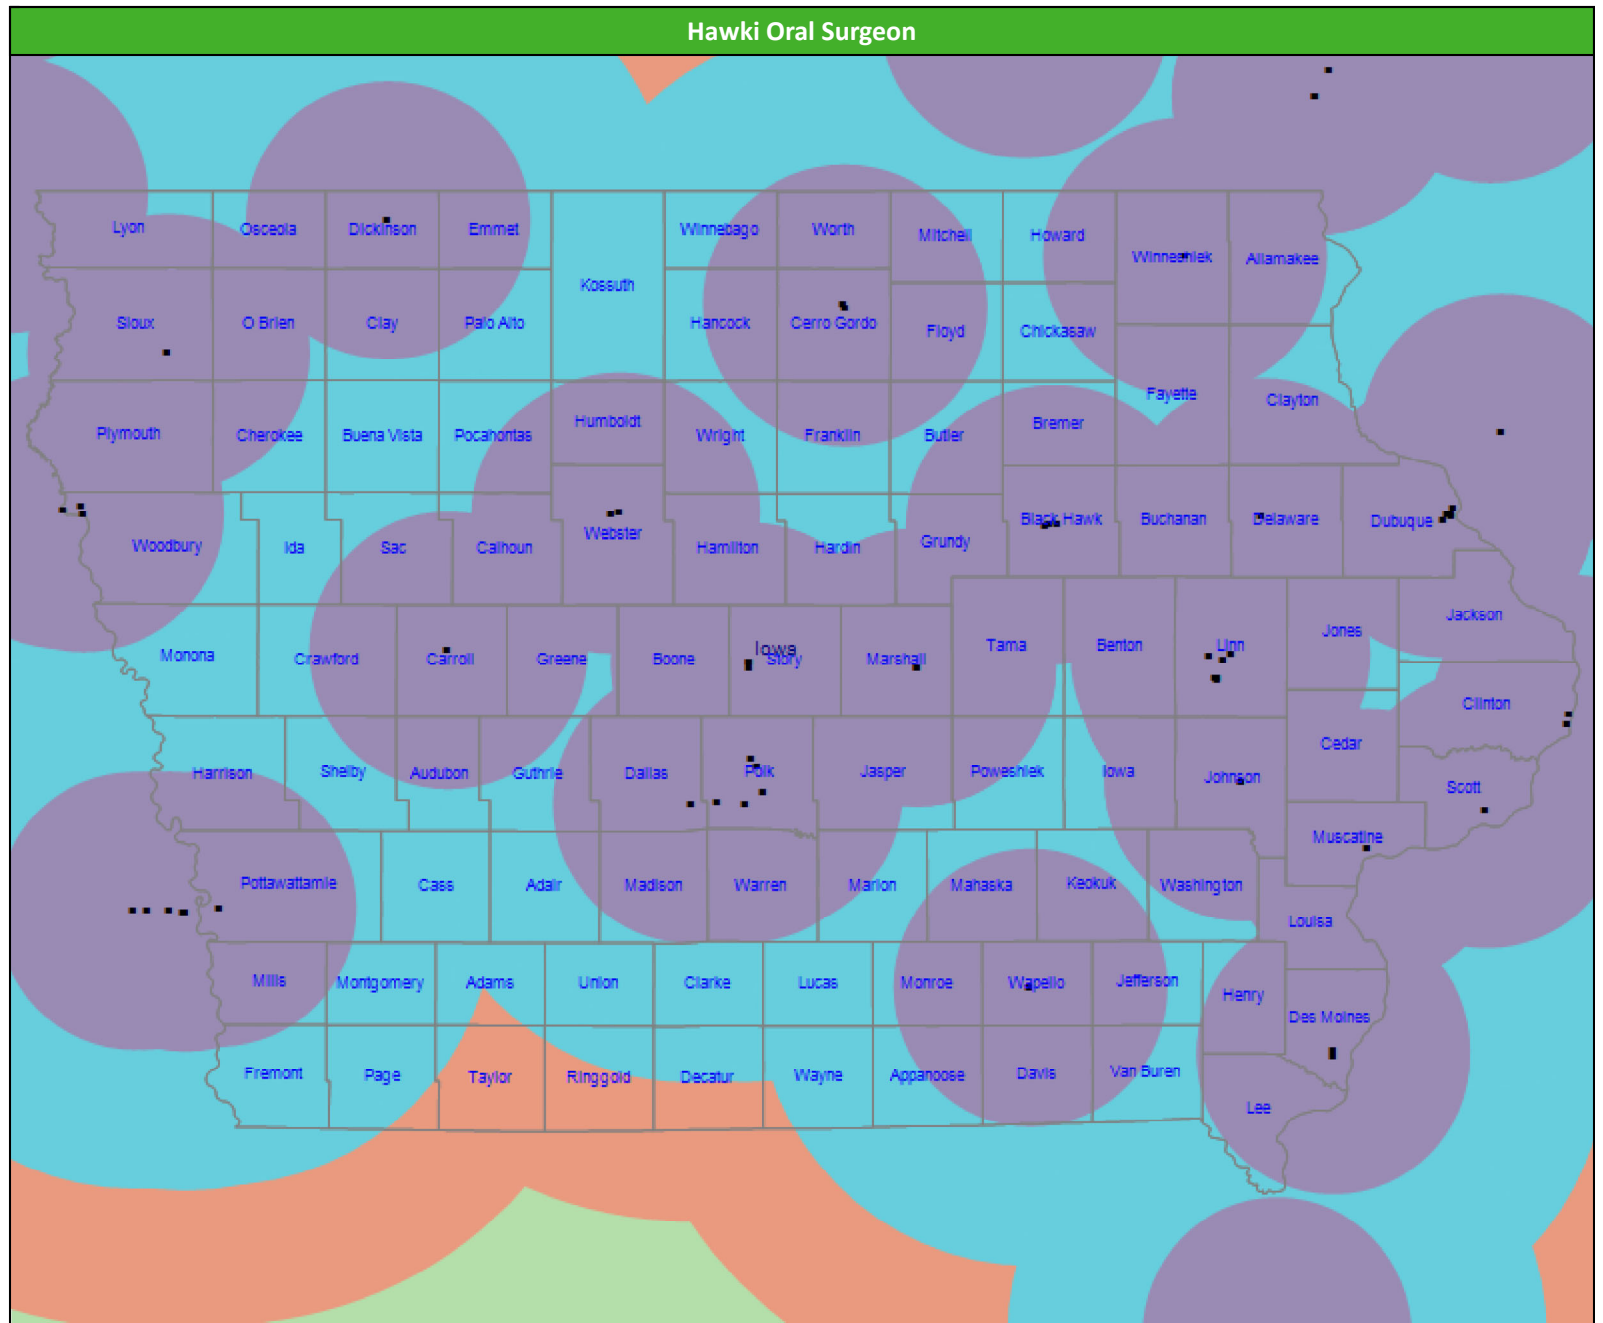 Hawki Oral Surgeon
Lyon Osceola Dickinson Emmet Winnebago Worth Mitchell Howard
Winneshiek Allamakee
Kossuth
Sioux O Brien Clay Palo Alto Hancock Cerro Gordo Floyd Chickasaw
Fayette Clayton
Plymouth Cherokee Buena Vista Pocahontas Humboldt Wright Franklin Butler Bremer
Woodbury Ida Sac Calhoun Webster Hamilton Hardin Grundy Black Hawk Buchanan Delaware Dubuque
Jackson
Monona Crawford Carroll Greene Boone Iowa Story Marshall Tama Benton Linn Jones
Clinton
Harrison Shelby Audubon Guthrie Dallas Polk Jasper Poweshiek Iowa Johnson Cedar
Scott
Muscatine
Pottawattamie Cass Adair Madison Warren Marion Mahaska Keokuk Washington
Louisa
Mills Montgomery Adams Union Clarke Lucas Monroe Wapello Jefferson Henry
Des Moines
Fremont Page Taylor Ringgold Decatur Wayne Appanoose Davis Van Buren
Lee